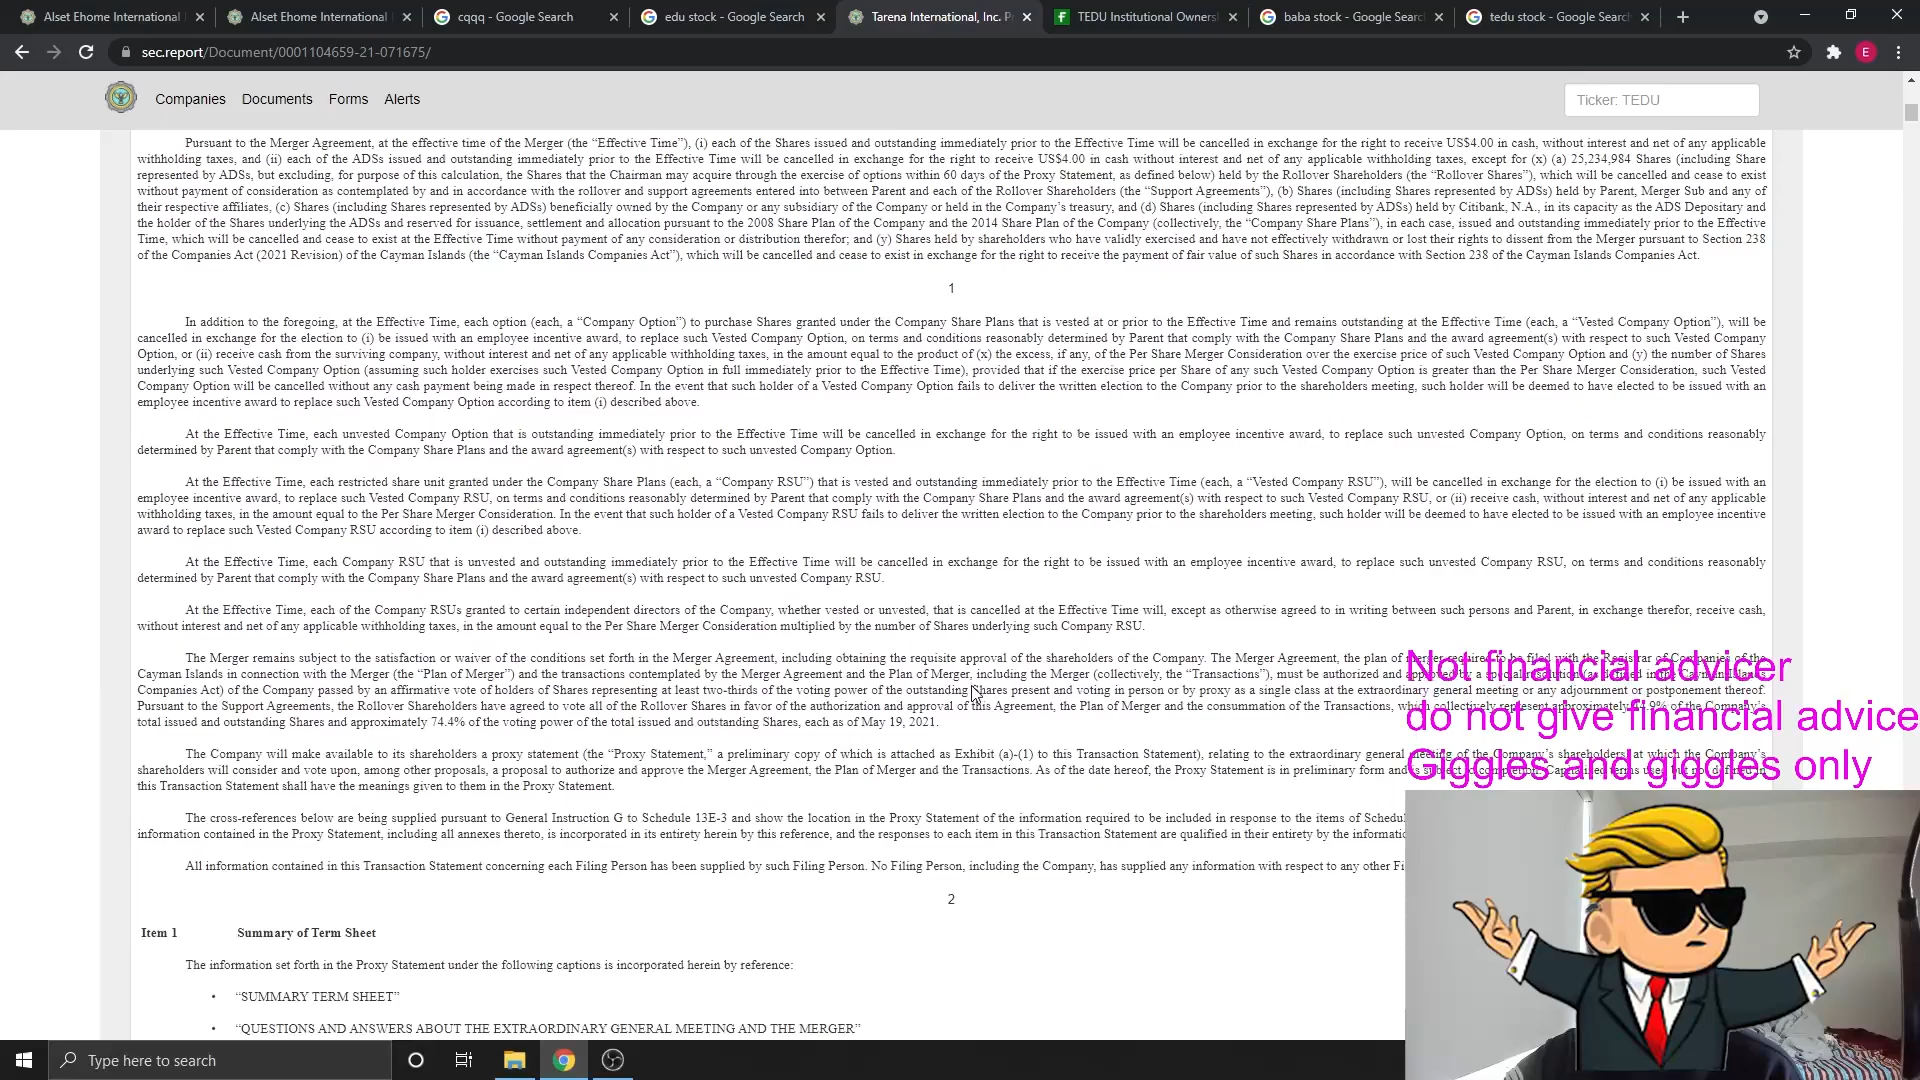 Alset Ehome International
Alset Ehome International
cqqq - Google Search
edu stock - Google Search
Tarena International, Inc. P
TEDU Institutional Owners
baba stock - Google Searc
tedu stock - Google Search
sec.report/Document/0001104659-21-071675/
E
Companies
Documents
Forms
Alerts
Ticker: TEDU
Pursuant to the Merger Agreement, at the effective time of the Merger (the “Effective Time”), (i) each of the Shares issued and outstanding immediately prior to the Effective Time will be cancelled in exchange for the right to receive US$4.00 in cash, without interest and net of any applicable
withholding taxes, and (ii) each of the ADSs issued and outstanding immediately prior to the Effective Time will be cancelled in exchange for the right to receive US$4.00 in cash without interest and net of any applicable withholding taxes, except for (x) (a) 25,234,984 Shares (including Share
represented by ADSs, but excluding, for purpose of this calculation, the Shares that the Chairman may acquire through the exercise of options within 60 days of the Proxy Statement, as defined below) held by the Rollover Shareholders (the “Rollover Shares”), which will be cancelled and cease to exist
without payment of consideration as contemplated by and in accordance with the rollover and support agreements entered into between Parent and each of the Rollover Shareholders (the “Support Agreements”), (b) Shares (including Shares represented by ADSs) held by Parent, Merger Sub and any of
their respective affiliates, (c) Shares (including Shares represented by ADSs) beneficially owned by the Company or any subsidiary of the Company or held in the Company’s treasury, and (d) Shares (including Shares represented by ADSs) held by Citibank, N.A., in its capacity as the ADS Depositary and
the holder of the Shares underlying the ADSs and reserved for issuance, settlement and allocation pursuant to the 2008 Share Plan of the Company and the 2014 Share Plan of the Company (collectively, the “Company Share Plans”), in each case, issued and outstanding immediately prior to the Effective
Time, which will be cancelled and cease to exist at the Effective Time without payment of any consideration or distribution therefor; and (y) Shares held by shareholders who have validly exercised and have not effectively withdrawn or lost their rights to dissent from the Merger pursuant to Section 238
of the Companies Act (2021 Revision) of the Cayman Islands (the “Cayman Islands Companies Act”), which will be cancelled and cease to exist in exchange for the right to receive the payment of fair value of such Shares in accordance with Section 238 of the Cayman Islands Companies Act.
1
In addition to the foregoing, at the Effective Time, each option (each, a “Company Option”) to purchase Shares granted under the Company Share Plans that is vested at or prior to the Effective Time and remains outstanding at the Effective Time (each, a “Vested Company Option”), will be
cancelled in exchange for the election to (i) be issued with an employee incentive award, to replace such Vested Company Option, on terms and conditions reasonably determined by Parent that comply with the Company Share Plans and the award agreement(s) with respect to such Vested Company
Option, or (ii) receive cash from the surviving company, without interest and net of any applicable withholding taxes, in the amount equal to the product of (x) the excess, if any, of the Per Share Merger Consideration over the exercise price of such Vested Company Option and (y) the number of Shares
underlying such Vested Company Option (assuming such holder exercises such Vested Company Option in full immediately prior to the Effective Time), provided that if the exercise price per Share of any such Vested Company Option is greater than the Per Share Merger Consideration, such Vested
Company Option will be cancelled without any cash payment being made in respect thereof. In the event that such holder of a Vested Company Option fails to deliver the written election to the Company prior to the shareholders meeting, such holder will be deemed to have elected to be issued with an
employee incentive award to replace such Vested Company Option according to item (i) described above.
At the Effective Time, each unvested Company Option that is outstanding immediately prior to the Effective Time will be cancelled in exchange for the right to be issued with an employee incentive award, to replace such unvested Company Option, on terms and conditions reasonably
determined by Parent that comply with the Company Share Plans and the award agreement(s) with respect to such unvested Company Option.
At the Effective Time, each restricted share unit granted under the Company Share Plans (each, a “Company RSU”) that is vested and outstanding immediately prior to the Effective Time (each, a “Vested Company RSU”), will be cancelled in exchange for the election to (i) be issued with an
employee incentive award, to replace such Vested Company RSU, on terms and conditions reasonably determined by Parent that comply with the Company Share Plans and the award agreement(s) with respect to such Vested Company RSU, or (ii) receive cash, without interest and net of any applicable
withholding taxes, in the amount equal to the Per Share Merger Consideration. In the event that such holder of a Vested Company RSU fails to deliver the written election to the Company prior to the shareholders meeting, such holder will be deemed to have elected to be issued with an employee incentive
award to replace such Vested Company RSU according to item (i) described above.
At the Effective Time, each Company RSU that is unvested and outstanding immediately prior to the Effective Time will be cancelled in exchange for the right to be issued with an employee incentive award, to replace such unvested Company RSU, on terms and conditions reasonably
determined by Parent that comply with the Company Share Plans and the award agreement(s) with respect to such unvested Company RSU.
At the Effective Time, each of the Company RSUs granted to certain independent directors of the Company, whether vested or unvested, that is cancelled at the Effective Time will, except as otherwise agreed to in writing between such persons and Parent, in exchange therefor, receive cash,
without interest and net of any applicable withholding taxes, in the amount equal to the Per Share Merger Consideration multiplied by the number of Shares underlying such Company RSU.
The Merger remains subject to the satisfaction or waiver of the conditions set forth in the Merger Agreement, including obtaining the requisite approval of the shareholders of the Company. The Merger Agreement, the plan of merger required to be filed with the Registrar of Companies of the
Cayman Islands in connection with the Merger (the “Plan of Merger”) and the transactions contemplated by the Merger Agreement and the Plan of Merger, including the Merger (collectively, the “Transactions”), must be authorized and approved by a special resolution (as defined in the Cayman Islands
Companies Act) of the Company passed by an affirmative vote of holders of Shares representing at least two-thirds of the voting power of the outstanding Shares present and voting in person or by proxy as a single class at the extraordinary general meeting or any adjournment or postponement thereof.
Pursuant to the Support Agreements, the Rollover Shareholders have agreed to vote all of the Rollover Shares in favor of the authorization and approval of this Agreement, the Plan of Merger and the consummation of the Transactions, which collectively represent approximately 44.9% of the Company’s
total issued and outstanding Shares and approximately 74.4% of the voting power of the total issued and outstanding Shares, each as of May 19, 2021.
The Company will make available to its shareholders a proxy statement (the “Proxy Statement,” a preliminary copy of which is attached as Exhibit (a)-(1) to this Transaction Statement), relating to the extraordinary general meeting of the Company’s shareholders, at which the Company’s
shareholders will consider and vote upon, among other proposals, a proposal to authorize and approve the Merger Agreement, the Plan of Merger and the Transactions. As of the date hereof, the Proxy Statement is in preliminary form and is subject to completion. Capitalized terms used but not defined in
this Transaction Statement shall have the meanings given to them in the Proxy Statement.
The cross-references below are being supplied pursuant to General Instruction G to Schedule 13E-3 and show the location in the Proxy Statement of the information required to be included in response to the items of Schedu
information contained in the Proxy Statement, including all annexes thereto, is incorporated in its entirety herein by this reference, and the responses to each item in this Transaction Statement are qualified in their entirety by the informati
All information contained in this Transaction Statement concerning each Filing Person has been supplied by such Filing Person. No Filing Person, including the Company, has supplied any information with respect to any other Fi
2
Item 1 Summary of Term Sheet
The information set forth in the Proxy Statement under the following captions is incorporated herein by reference:
• “SUMMARY TERM SHEET”
• “QUESTIONS AND ANSWERS ABOUT THE EXTRAORDINARY GENERAL MEETING AND THE MERGER”
Not financial advicer
do not give financial advice
Giggles and giggles only
Type here to search